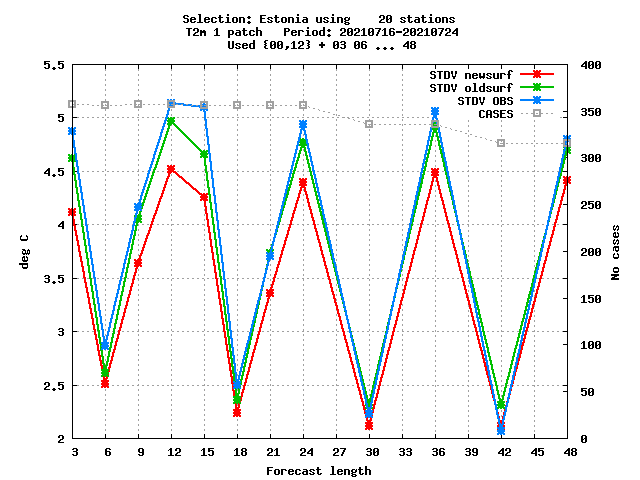 Selection: Estonia using    20 stations
T2m 1 patch   Period: 20210716-20210724
Used {00,12} + 03 06 ... 48
STDV newsurf
STDV oldsurf
STDV OBS
CASES
5.5
5
4.5
4
3.5
3
2.5
2
deg C
400
350
300
250
200
150
100
50
0
No cases
3 6 9 12 15 18 21 24 27 30 33 36 39 42 45 48
Forecast length